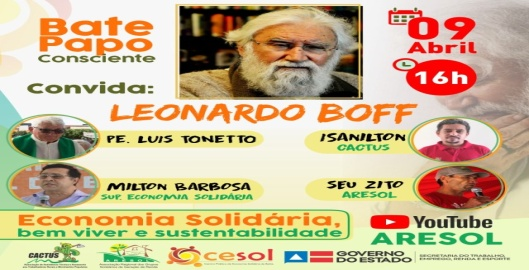 Bate
Papo
Consciente
Convida:
09
Abril
16h
LEONARDO BOFF
PE. LUIS TONETTO
ISANILTON
CACTUS
MILTON BARBOSA
SUP. ECONOMIA SOLIDÁRIA
SEU ZITO
ARESOL
Economia Solidária,
bem viver e sustentabilidade
YouTube
ARESOL
CACTUS
cesol
GOVERNO
DO ESTADO
SECRETARIA DO TRABALHO,
EMPREGO, RENDA E ESPORTE